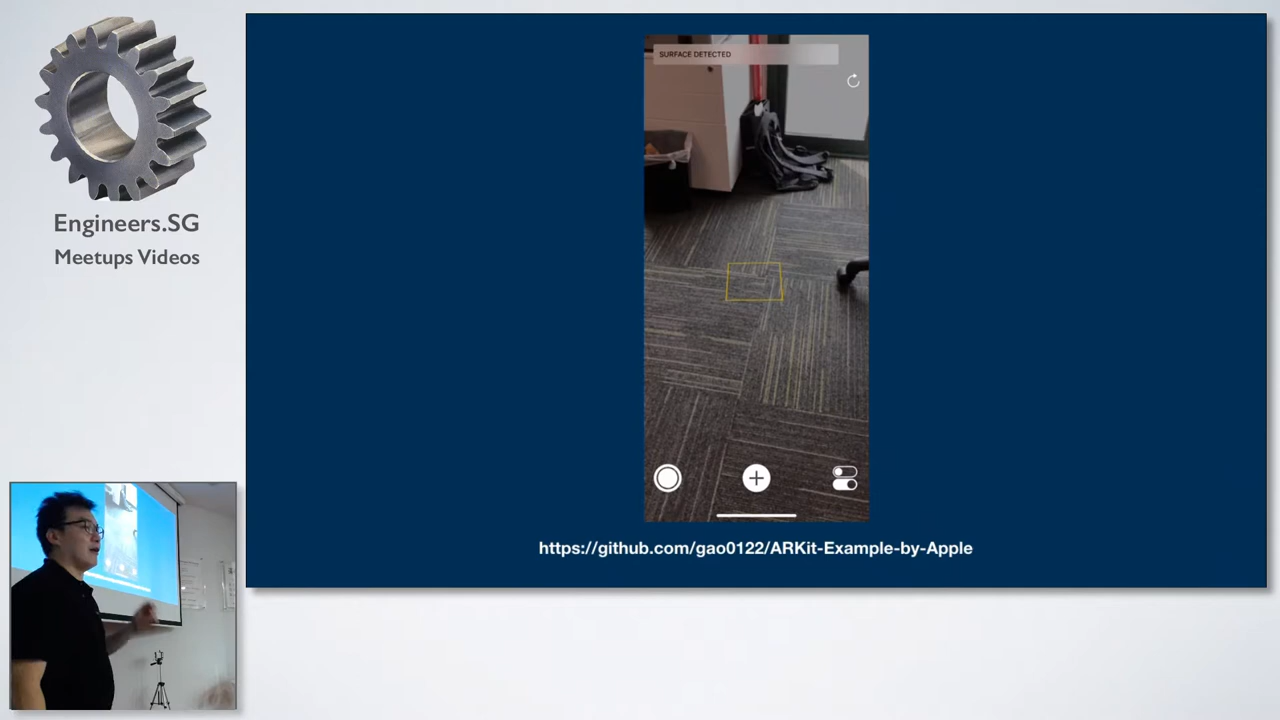 Engineers.SG
Meetups Videos
SURFACE DETECTED
https://github.com/gao0122/ARKit-Example-by-Apple